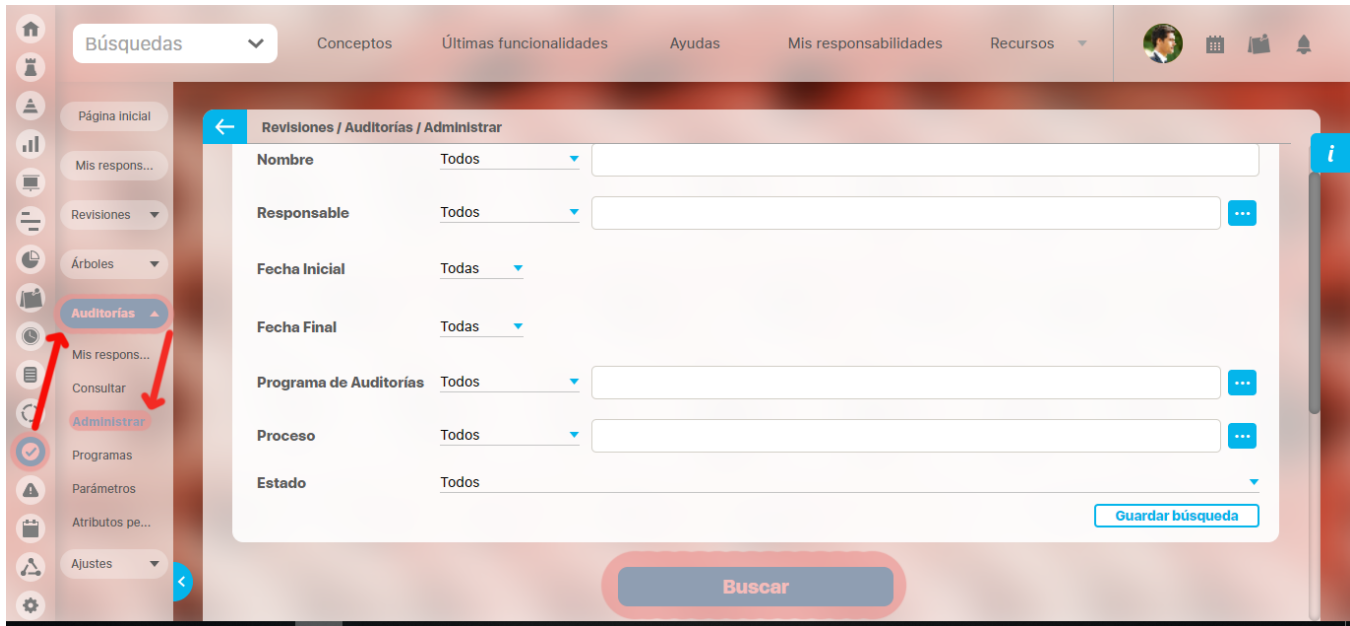 Búsquedas
Conceptos
Últimas funcionalidades
Ayudas
Mis responsabilidades
Recursos
Página inicial
Mis respons...
Revisiones
Árboles
Auditorías
Mis respons...
Consultar
Administrar
Programas
Parámetros
Atributos pe...
Ajustes
Revisiones / Auditorías / Administrar
i
Nombre Todos
Responsable Todos ...
Fecha Inicial Todas
Fecha Final Todas
Programa de Auditorías Todos ...
Proceso Todos ...
Estado Todos
Guardar búsqueda
Buscar